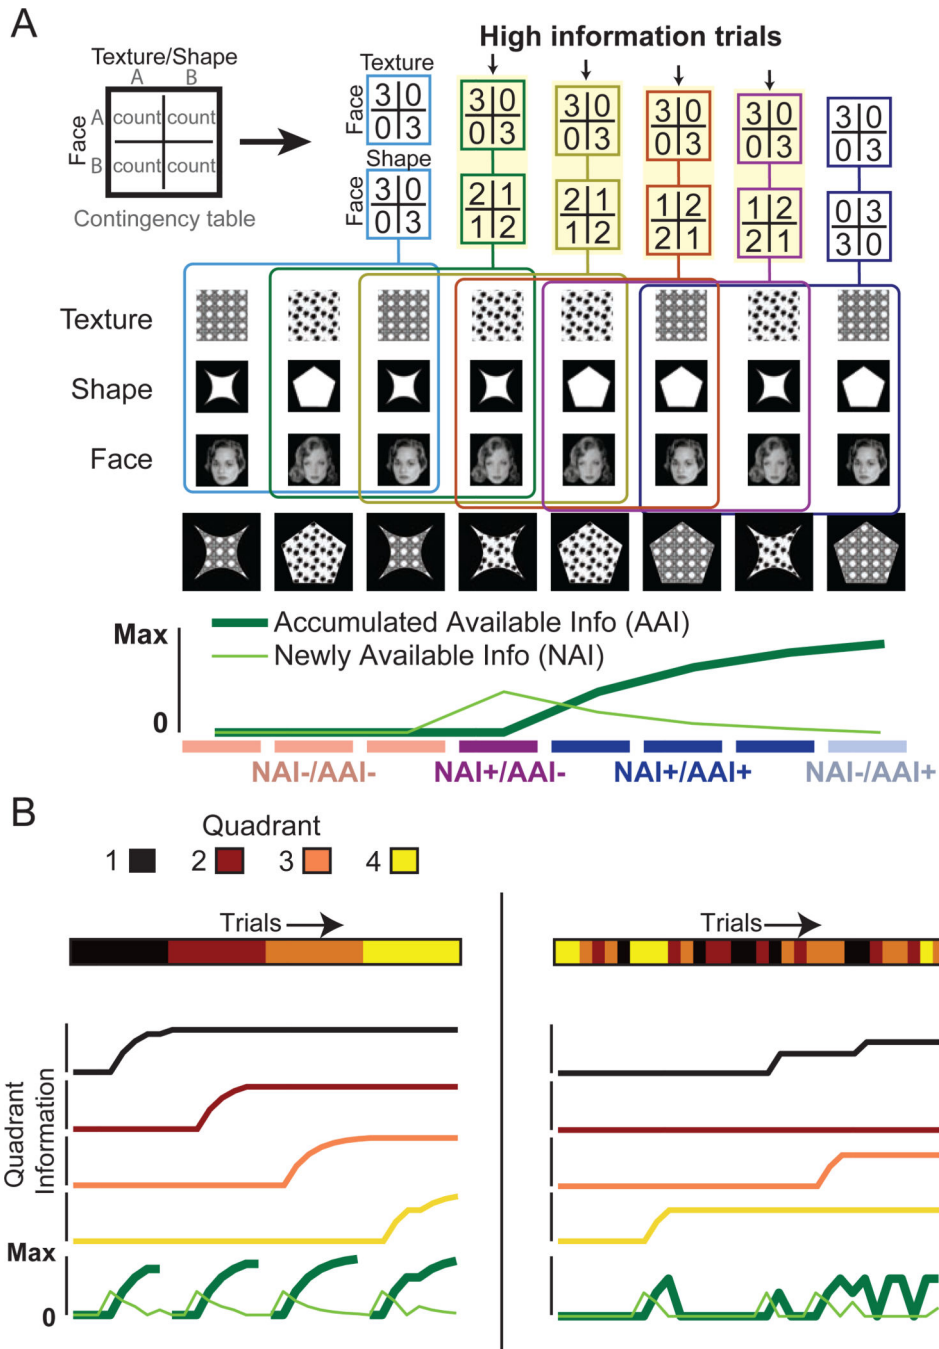 A
High information trials
Texture/Shape
A B
Face
A count count
B count count
Contingency table
Texture
Face
3 0
0 3
Shape
Face
3 0
0 3
3 0
0 3
2 1
1 2
3 0
0 3
2 1
1 2
3 0
0 3
1 2
2 1
3 0
0 3
1 2
2 1
3 0
0 3
0 3
3 0
Texture
Shape
Face
Max
0
Accumulated Available Info (AAI)
Newly Available Info (NAI)
NAI-/AAI- NAI+/AAI- NAI+/AAI+ NAI-/AAI+
B
Quadrant
1 2 3 4
Trials
Trials
Quadrant
Information
Max
0